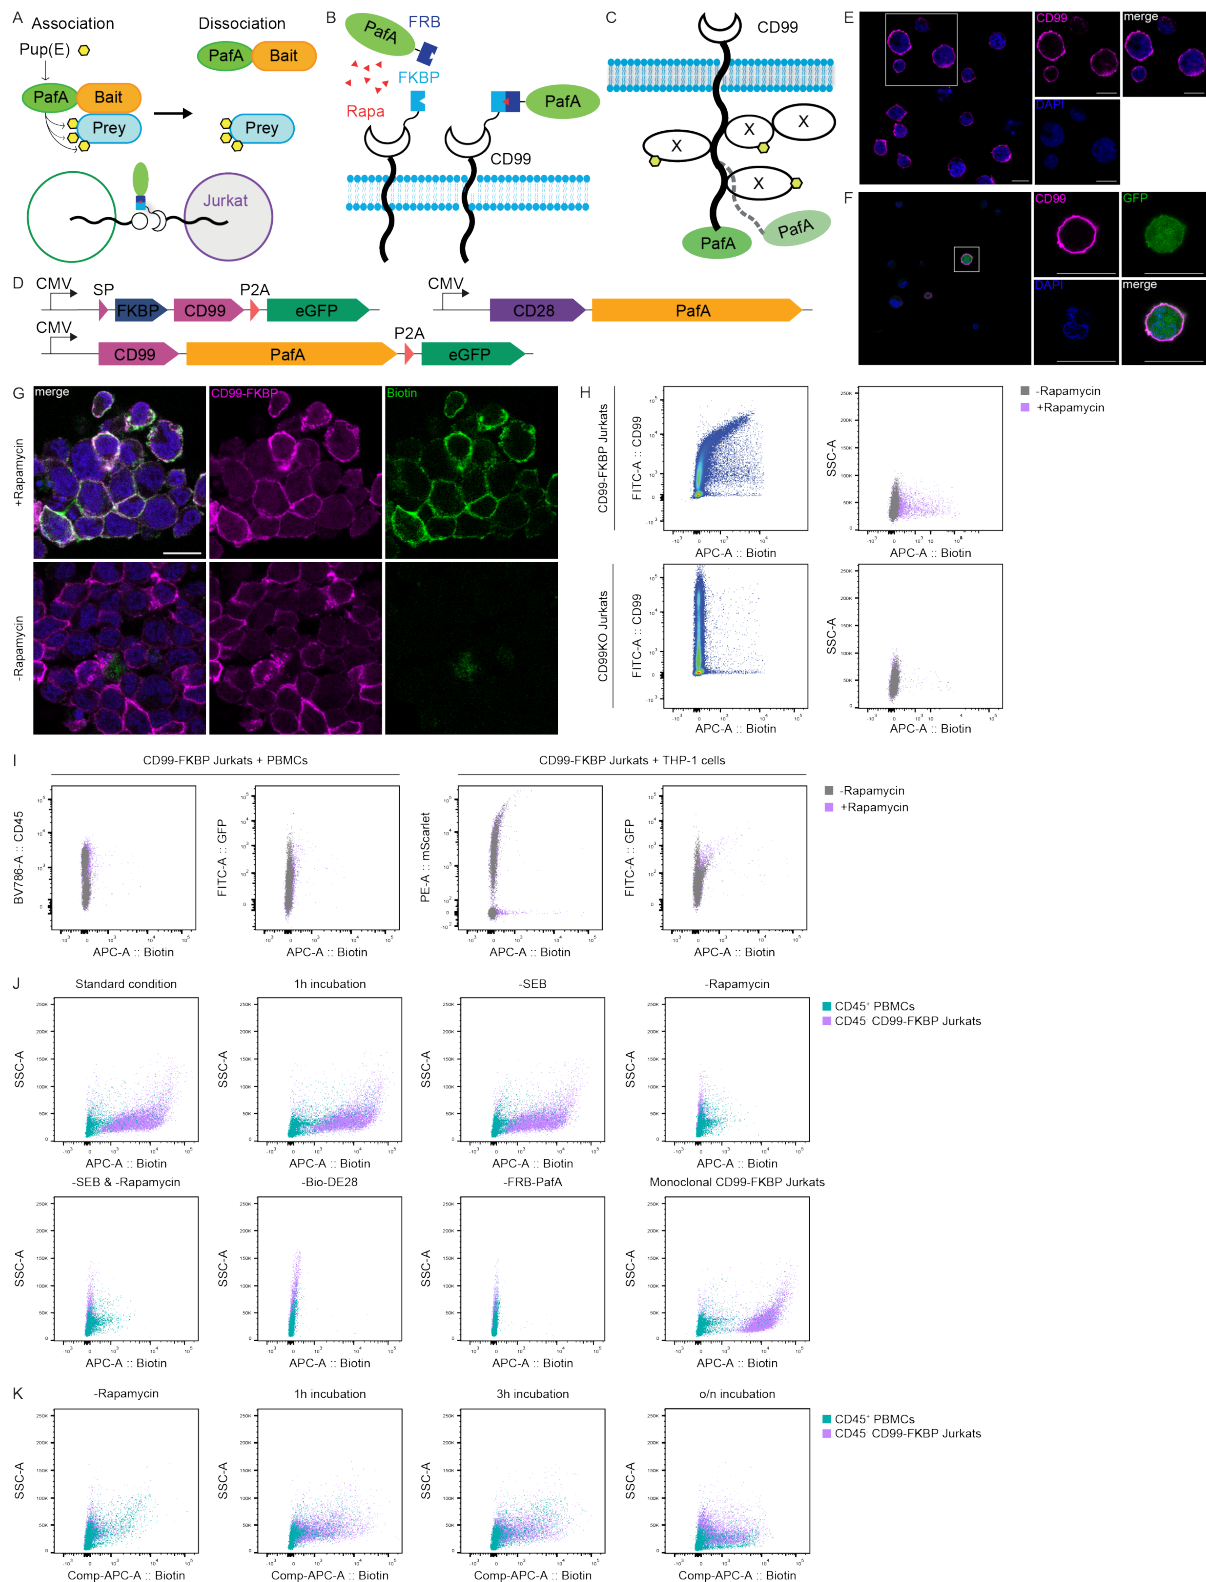 A
Association
Dissociation
Pup(E)
PafA
Bait
PafA
Bait
Prey
Prey
Jurkat
B
FRB
PafA
FKBP
Rapa
PafA
CD99
C
CD99
X
X
X
X
PafA
PafA
D
CMV
SP
P2A
FKBP
CD99
eGFP
CMV
CD28
PafA
CMV
P2A
CD99
PafA
eGFP
E
CD99
merge
DAPI
F
CD99
GFP
DAPI
merge
G
merge
CD99-FKBP
Biotin
+Rapamycin
-Rapamycin
H
CD99-FKBP Jurkats
FITC-A :: CD99
APC-A :: Biotin
SSC-A
APC-A :: Biotin
-Rapamycin
+Rapamycin
CD99KO Jurkats
FITC-A :: CD99
APC-A :: Biotin
SSC-A
APC-A :: Biotin
I
CD99-FKBP Jurkats + PBMCs
CD99-FKBP Jurkats + THP-1 cells
BV786-A :: CD45
APC-A :: Biotin
FITC-A :: GFP
APC-A :: Biotin
PE-A :: mScarlet
APC-A :: Biotin
FITC-A :: GFP
APC-A :: Biotin
-Rapamycin
+Rapamycin
J
Standard condition
1h incubation
-SEB
-Rapamycin
SSC-A
SSC-A
SSC-A
SSC-A
APC-A :: Biotin
APC-A :: Biotin
APC-A :: Biotin
APC-A :: Biotin
CD45⁺ PBMCs
CD45 CD99-FKBP Jurkats
-SEB & -Rapamycin
-Bio-DE28
-FRB-PafA
Monoclonal CD99-FKBP Jurkats
SSC-A
SSC-A
SSC-A
SSC-A
APC-A :: Biotin
APC-A :: Biotin
APC-A :: Biotin
APC-A :: Biotin
K
-Rapamycin
1h incubation
3h incubation
o/n incubation
SSC-A
SSC-A
SSC-A
SSC-A
Comp-APC-A :: Biotin
Comp-APC-A :: Biotin
Comp-APC-A :: Biotin
Comp-APC-A :: Biotin
CD45⁺ PBMCs
CD45 CD99-FKBP Jurkats